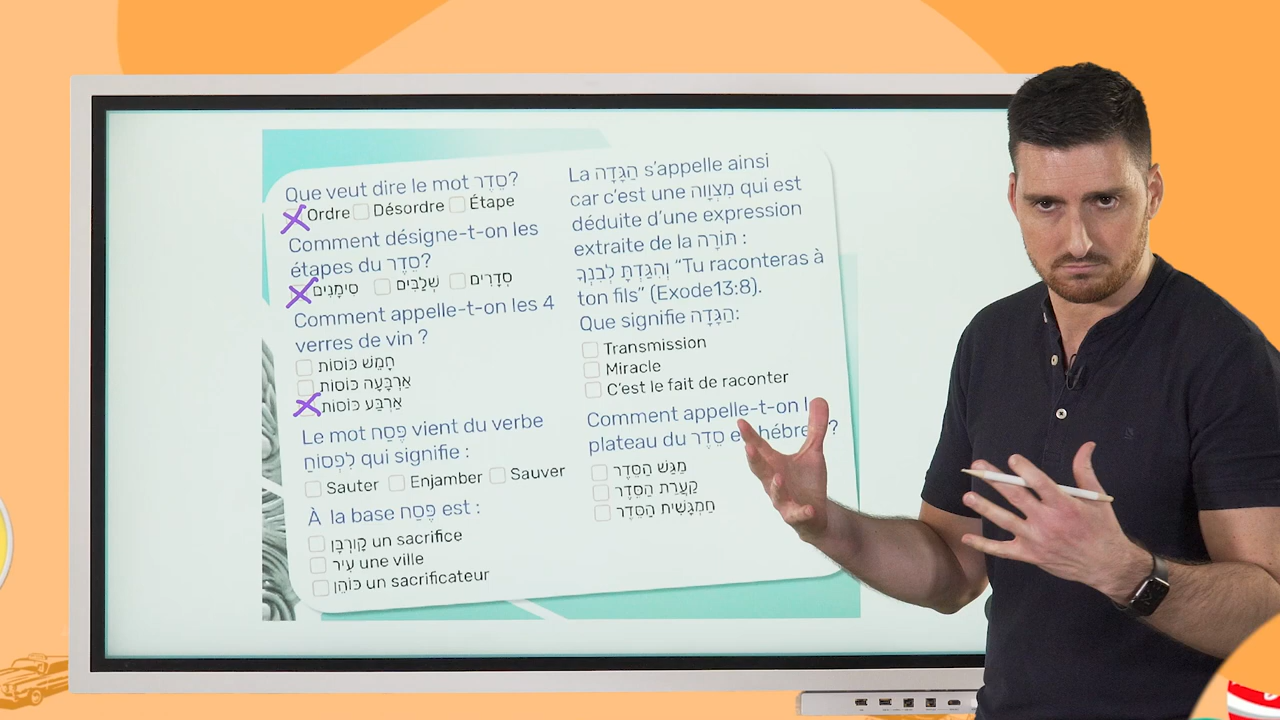 Que veut dire le mot סֵדֶר?
Ordre Désordre Étape
Comment désigne-t-on les
étapes du סֵדֶר?
סִימָנִים שְׁלַבִּים סְדָרִים
Comment appelle-t-on les 4
verres de vin ?
חָמֵשׁ כּוֹסוֹת
אַרְבָּעָה כּוֹסוֹת
אַרְבַּע כּוֹסוֹת
Le mot פֶּסַח vient du verbe
לִפְסוֹחַ qui signifie :
Sauter Enjamber Sauver
À la base פֶּסַח est :
קָורְבָּן un sacrifice
עִיר une ville
כּוֹהֵן un sacrificateur
La הַגָּדָה s'appelle ainsi
car c'est une מִצְוָוה qui est
déduite d'une expression
extraite de la תּוֹרָה :
וְהִגַּדְתָּ לְבִנְךָ “Tu raconteras à
ton fils” (Exode13:8).
Que signifie הַגָּדָה:
Transmission
Miracle
C'est le fait de raconter
Comment appelle-t-on
plateau du סֵדֶר ?
מַגַּשׁ הַסֵּדֶר
קַעֲרַת הַסֵּדֶר
חַמְגָּשִׁית הַסֵּדֶר